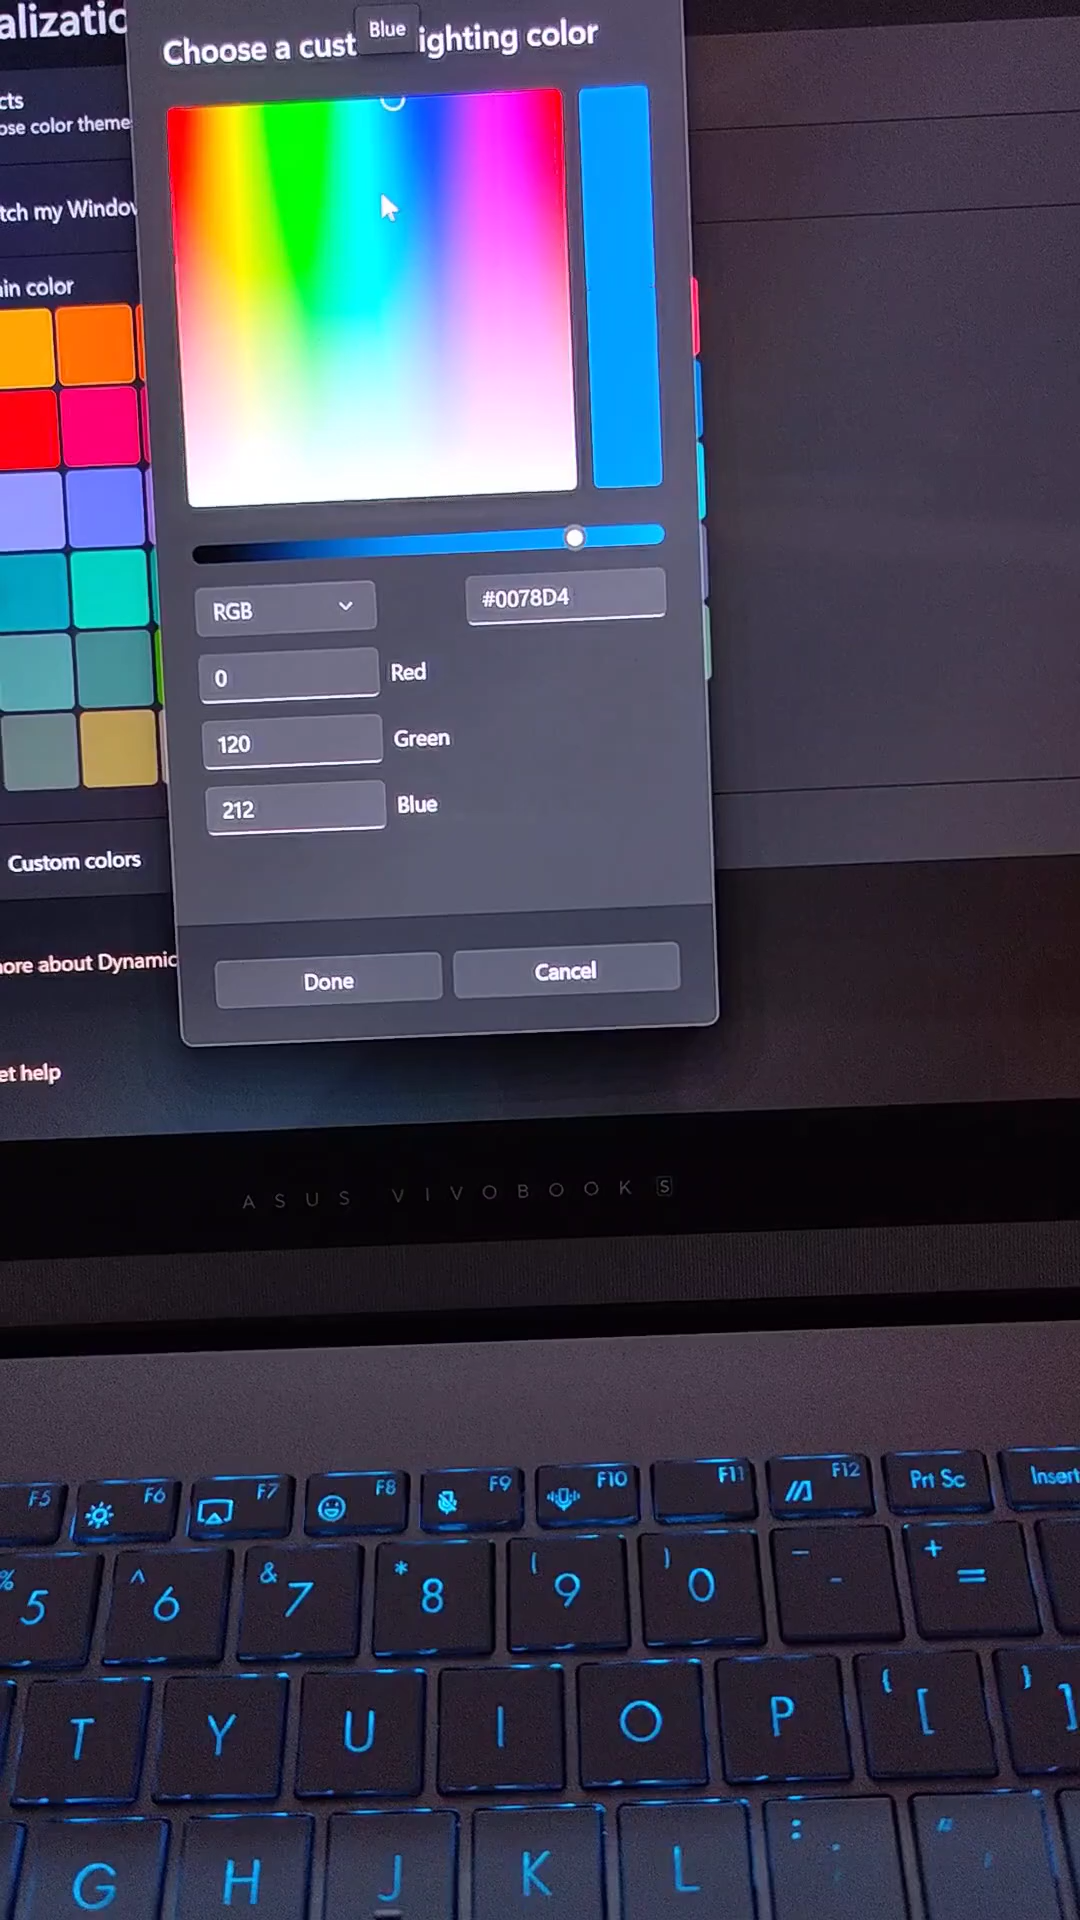 alizatio
Blue
Choose a cust ighting color
cts
ose color theme
tch my Window
in color
RGB
#0078D4
0 Red
120 Green
212 Blue
Custom colors
ore about Dynamic
Done Cancel
et help
ASUS VIVOBOOK S
F5 F6 F7 F8 F9 F10 F11 F12 Prt Sc Insert
% ^ & * ( ) - +
5 6 7 8 9 0 - =
{ }
T Y U I O P [ ]
: "
G H J K L ; '